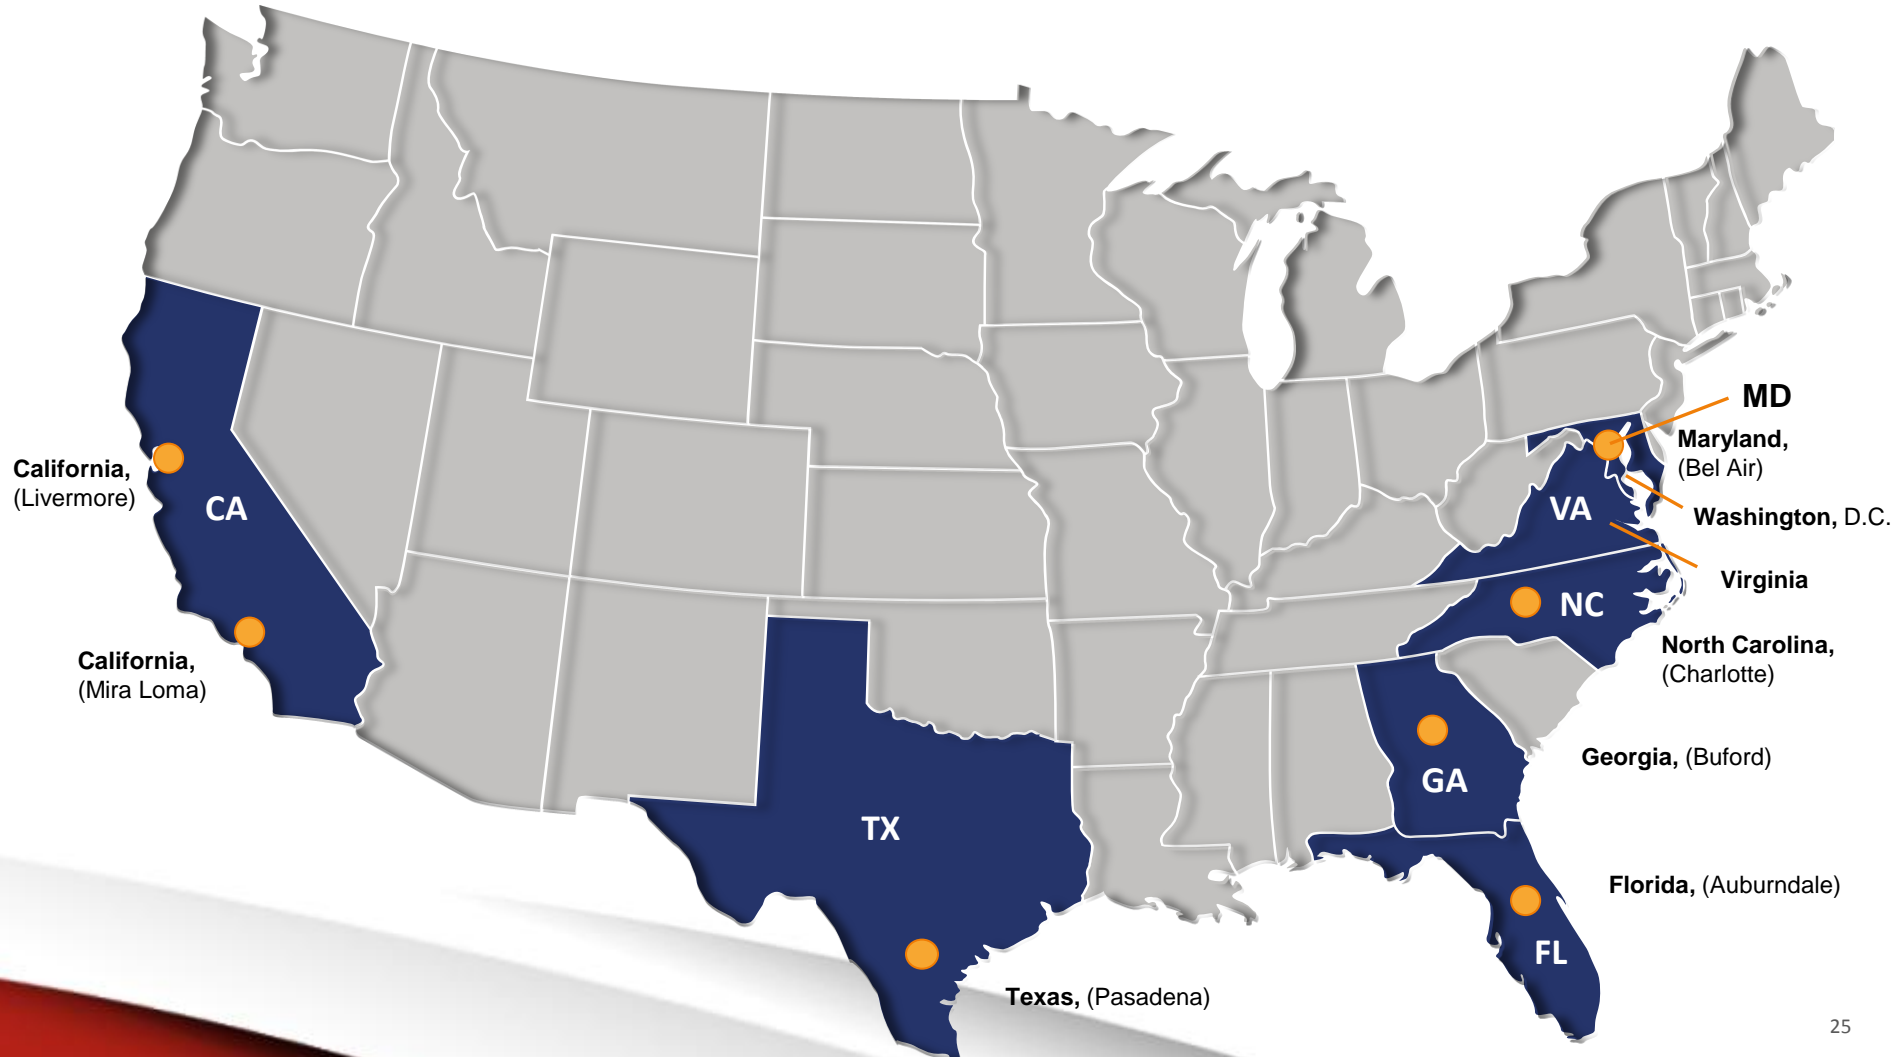 MD
Maryland,
(Bel Air)
California,
(Livermore)
CA
VA
Washington, D.C.
Virginia
NC
California,
(Mira Loma)
North Carolina,
(Charlotte)
Georgia, (Buford)
GA
TX
Florida, (Auburndale)
FL
Texas, (Pasadena)
25